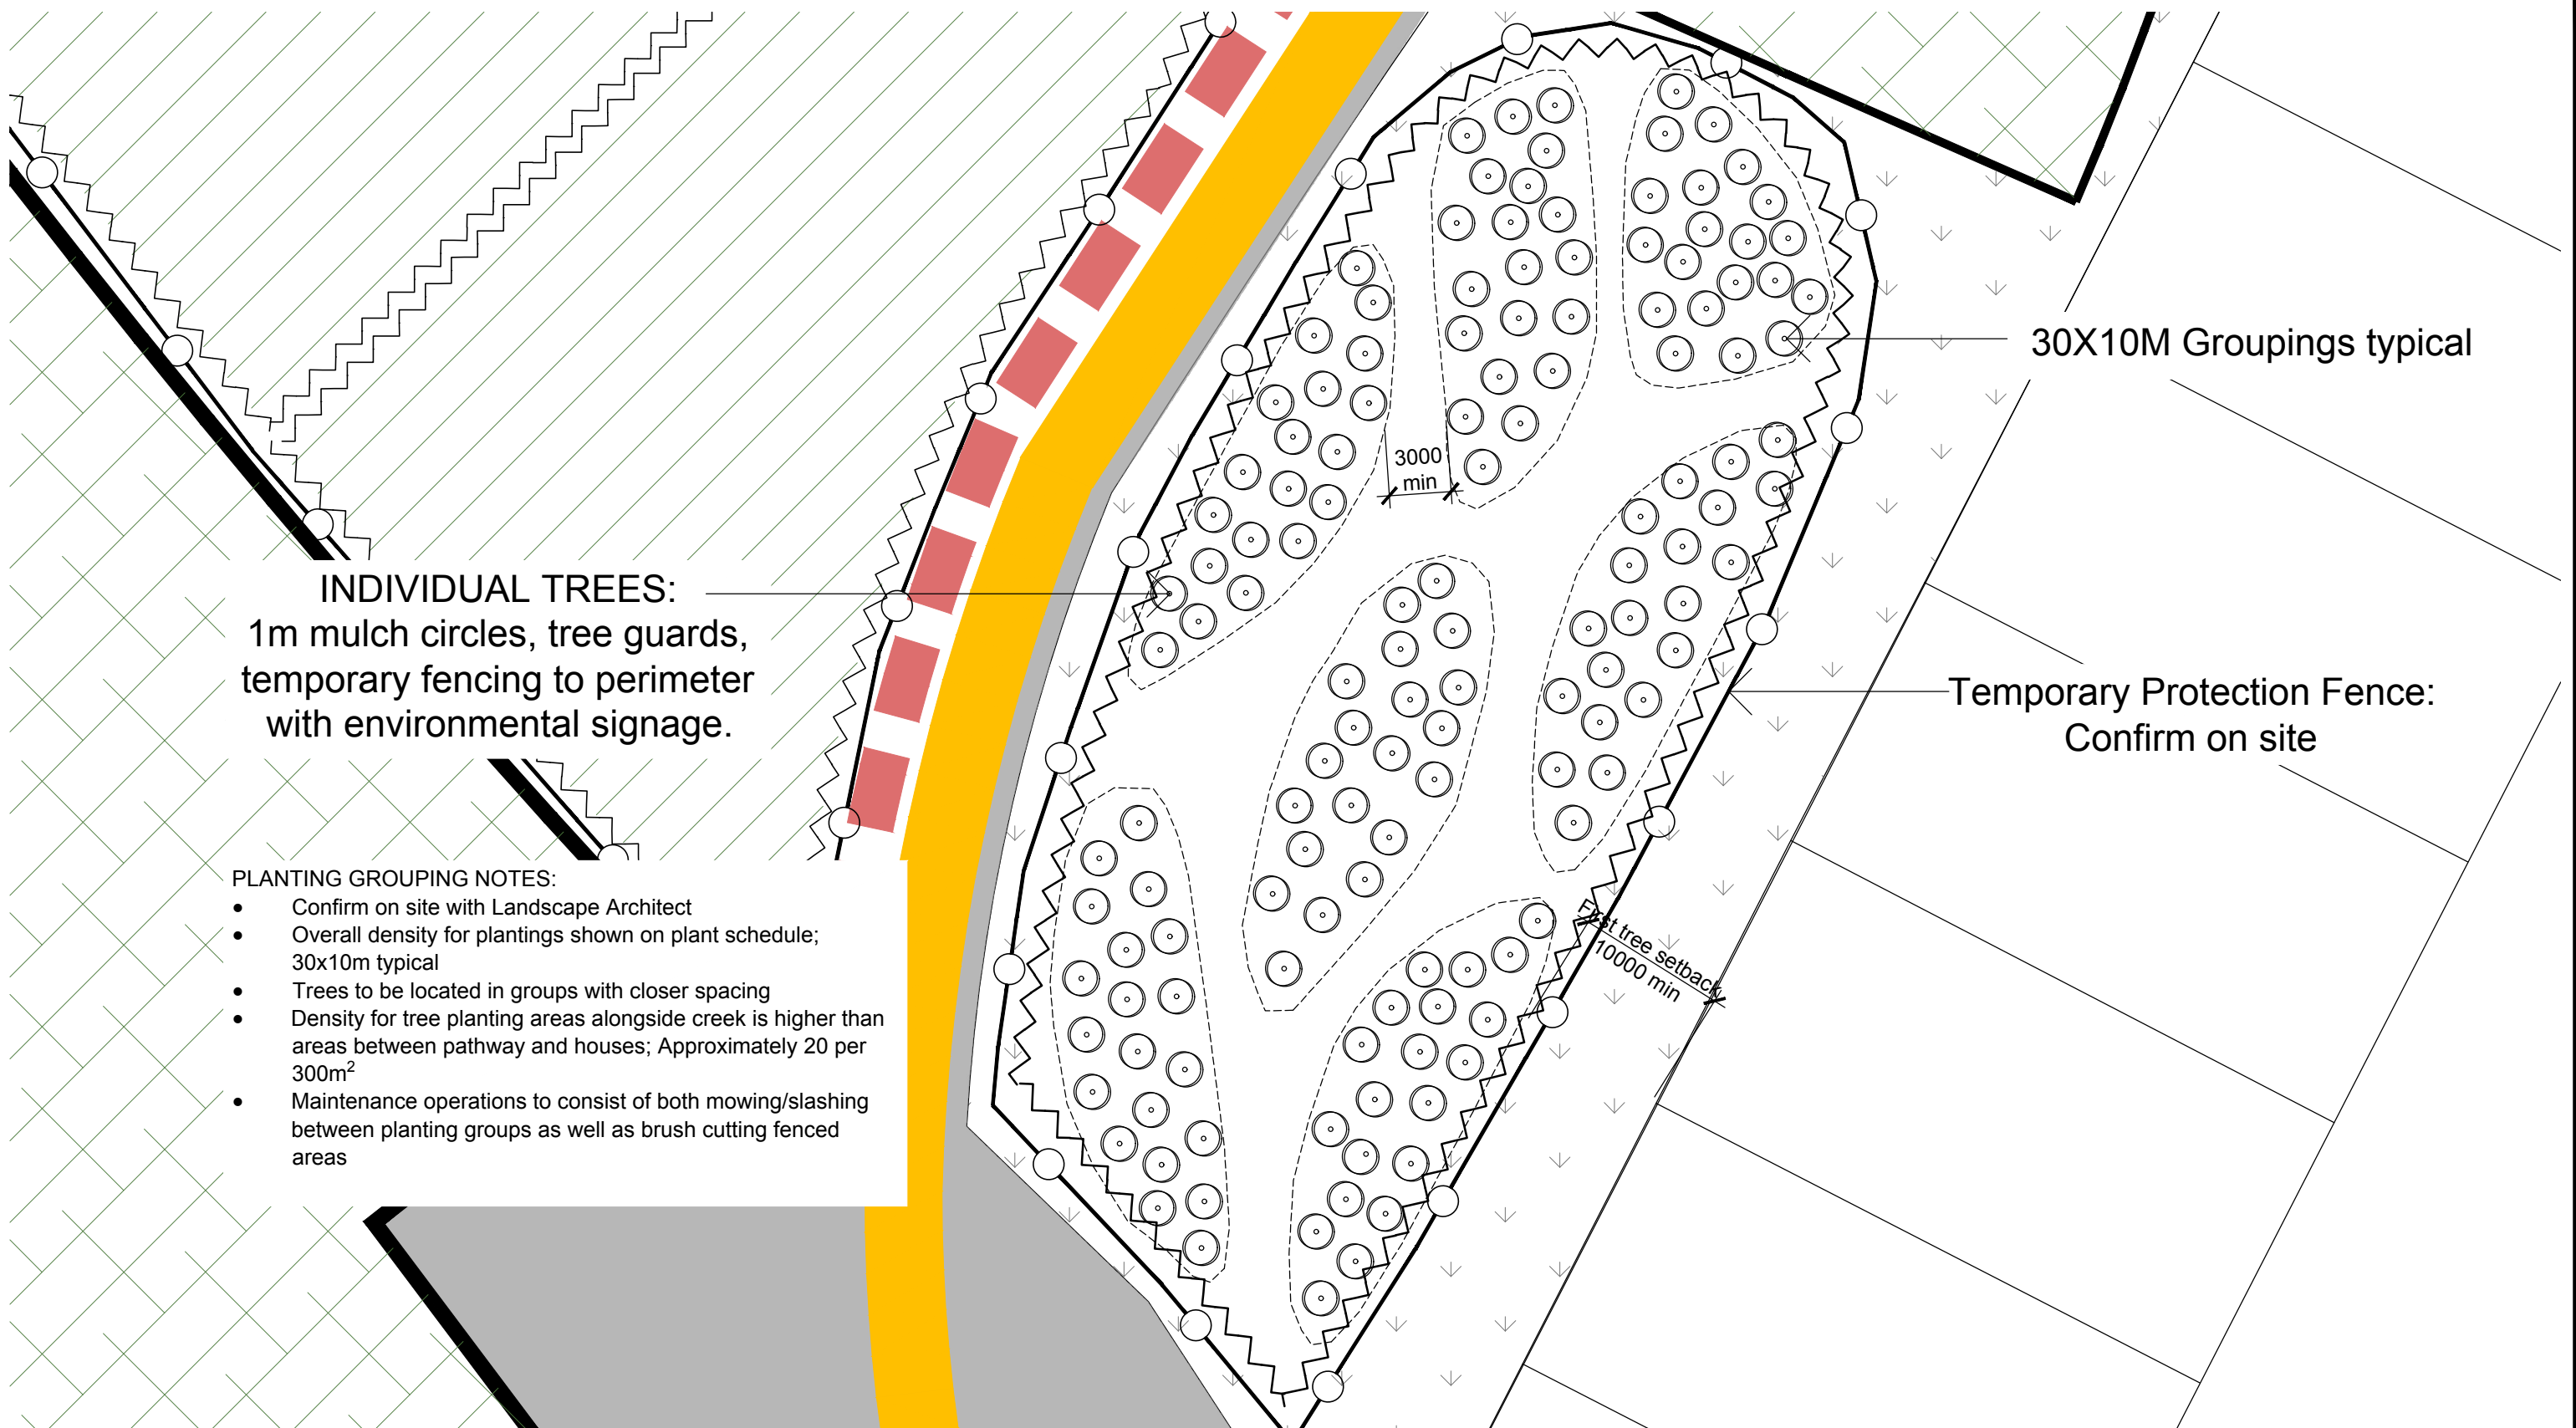 30X10M Groupings typical
3000
min
INDIVIDUAL TREES:
1m mulch circles, tree guards,
temporary fencing to perimeter
with environmental signage.
Temporary Protection Fence:
Confirm on site
PLANTING GROUPING NOTES:
• Confirm on site with Landscape Architect
• Overall density for plantings shown on plant schedule;
30x10m typical
• Trees to be located in groups with closer spacing
• Density for tree planting areas alongside creek is higher than
areas between pathway and houses; Approximately 20 per
300m²
• Maintenance operations to consist of both mowing/slashing
between planting groups as well as brush cutting fenced
areas
First tree setback
10000 min